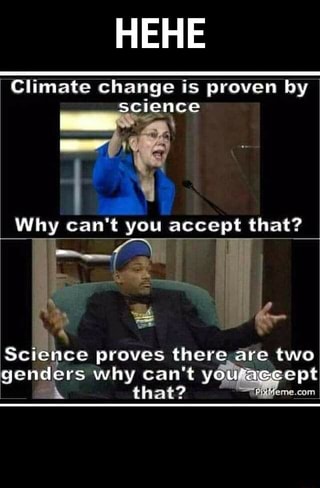 HEHE
Climate change is proven by
science
Why can't you accept that?
Science proves there are two
genders why can't you accept
that?
PixMeme.com